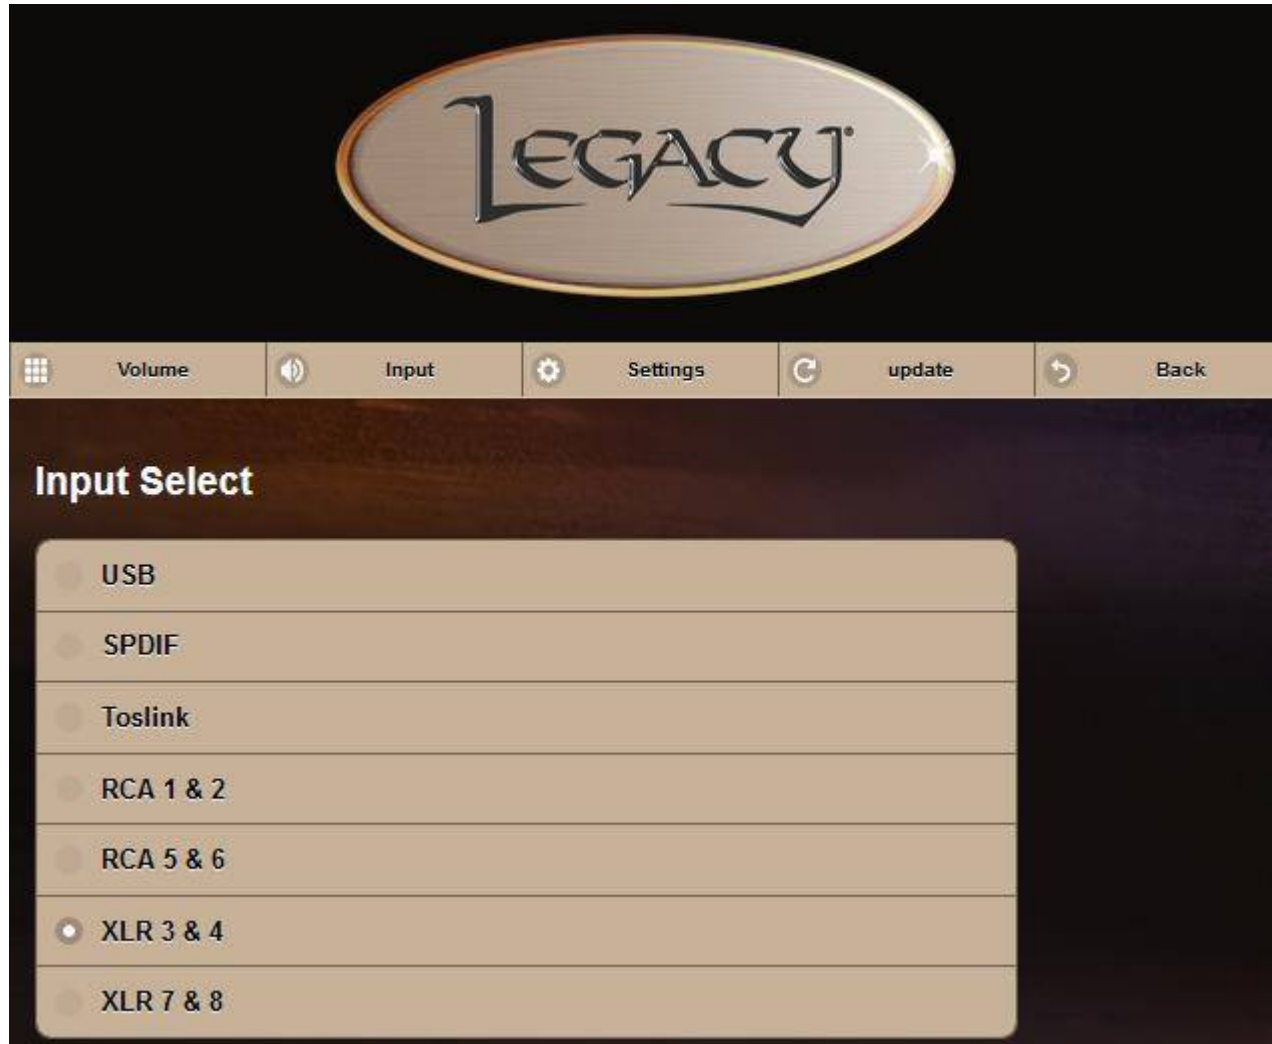 LEGACY®
Volume Input Settings update Back
Input Select
USB
SPDIF
Toslink
RCA 1 & 2
RCA 5 & 6
XLR 3 & 4
XLR 7 & 8